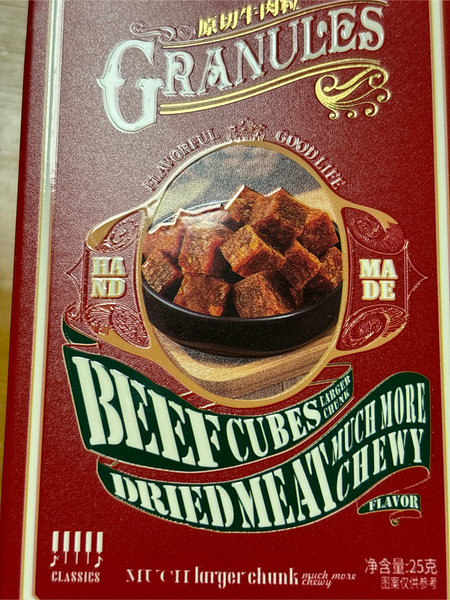 原切牛肉粒
GRANULES
FLAVORFUL GOOD LIFE
HAND MADE
BEEF CUBES LARGER CHUNK
DRIED MEAT MUCH MORE CHEWY
FLAVOR
CLASSICS
MUCH larger chunk much more chewy
净含量:25克
图案仅供参考